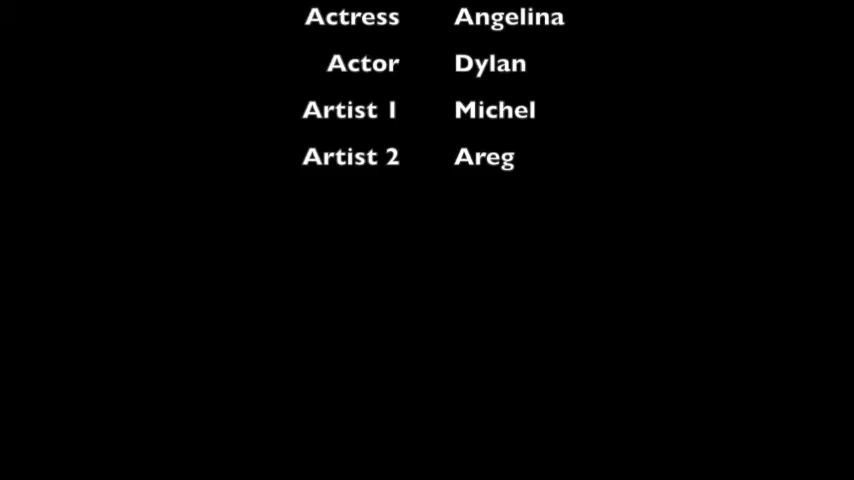 Actress Angelina
Actor Dylan
Artist 1 Michel
Artist 2 Areg